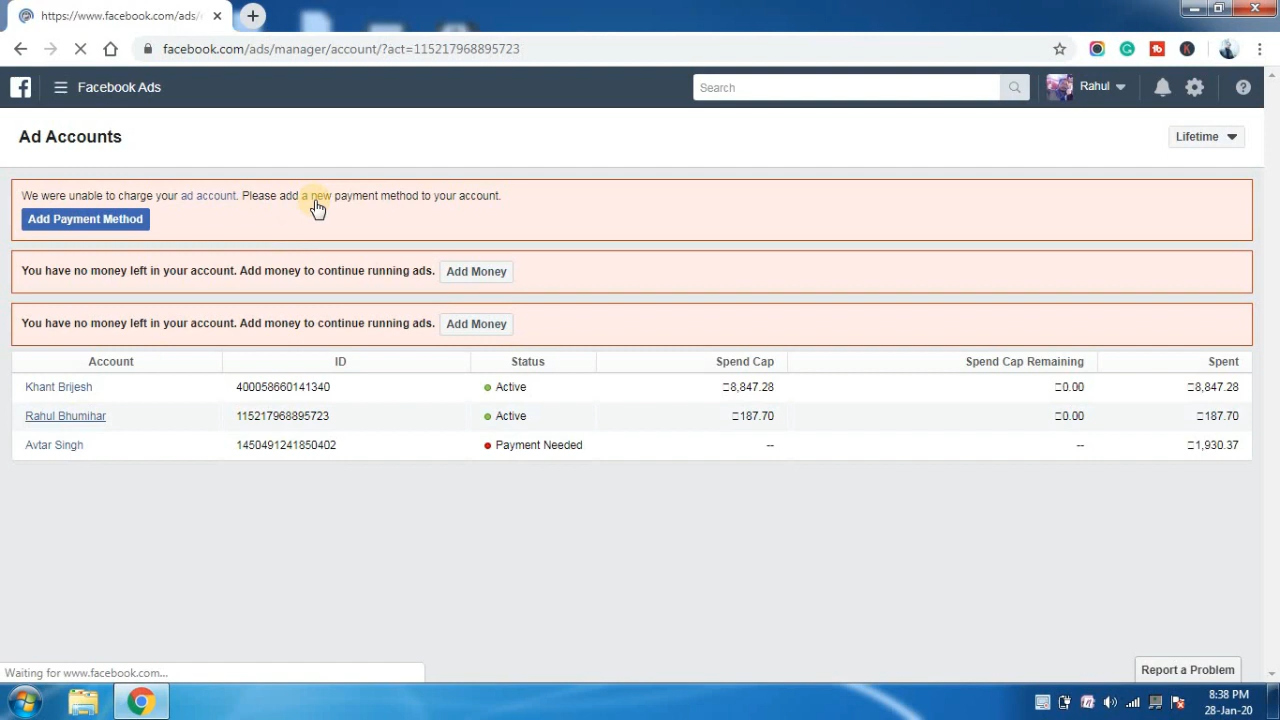 https://www.facebook.com/ads/
facebook.com/ads/manager/account/?act=115217968895723
Facebook Ads
Search
Rahul
Ad Accounts
Lifetime
We were unable to charge your ad account. Please add a new payment method to your account.
Add Payment Method
You have no money left in your account. Add money to continue running ads. Add Money
You have no money left in your account. Add money to continue running ads. Add Money
Account ID Status Spend Cap Spend Cap Remaining Spent
Khant Brijesh 400058660141340 Active □8,847.28 □0.00 □8,847.28
Rahul Bhumihar 115217968895723 Active □187.70 □0.00 □187.70
Avtar Singh 1450491241850402 Payment Needed -- -- □1,930.37
Report a Problem
Waiting for www.facebook.com...
8:38 PM
28-Jan-20